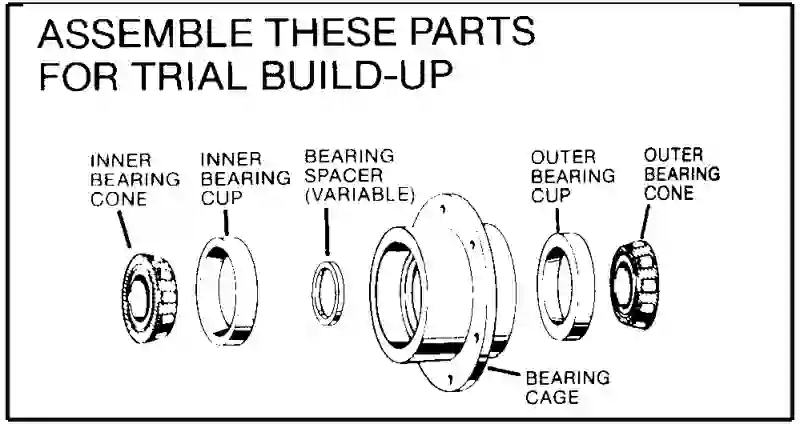 ASSEMBLE THESE PARTS
FOR TRIAL BUILD-UP
INNER
BEARING
CONE
INNER
BEARING
CUP
BEARING
SPACER
(VARIABLE)
OUTER
BEARING
CUP
OUTER
BEARING
CONE
BEARING
CAGE